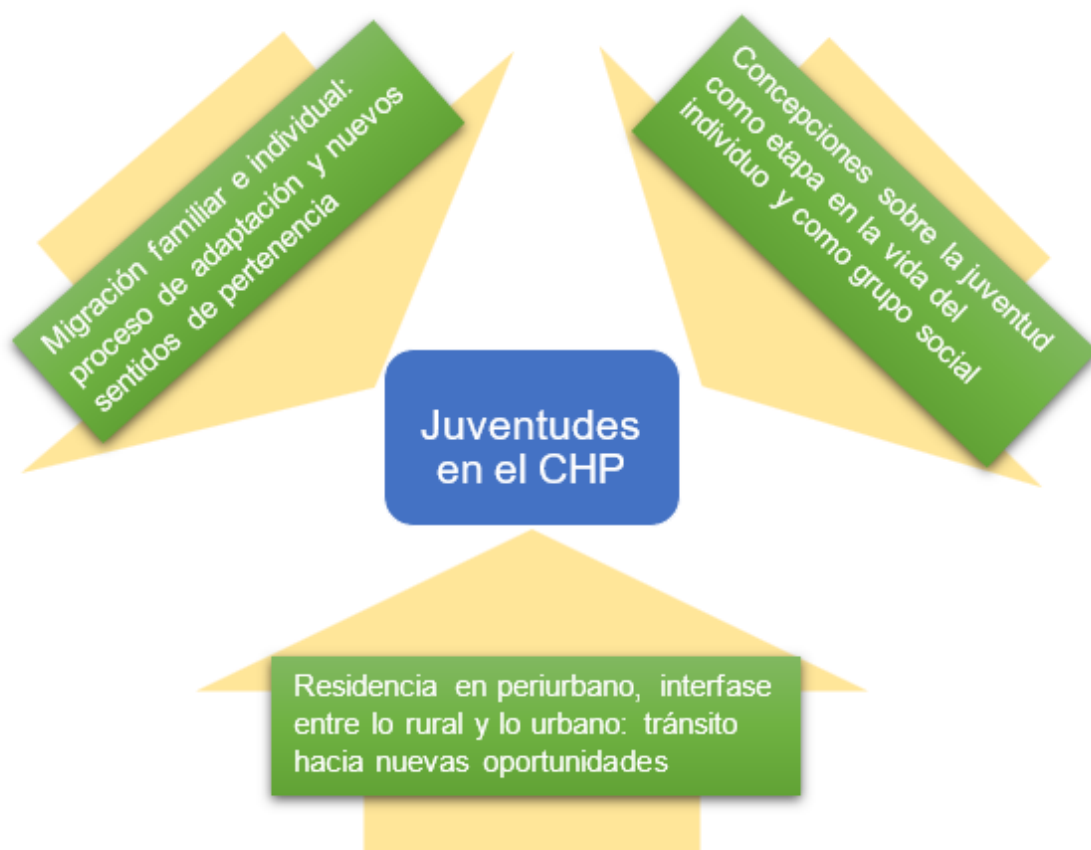 Migración familiar e individual:
proceso de adaptación y nuevos
sentidos de pertenencia
Concepciones sobre la juventud
como etapa en la vida del
individuo y como grupo social
Juventudes
en el CHP
Residencia en periurbano, interfase
entre lo rural y lo urbano: tránsito
hacia nuevas oportunidades